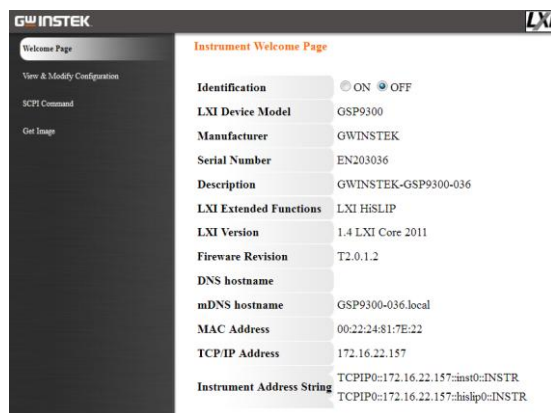 GWINSTEK
LXI
Welcome Page
View & Modify Configuration
SCPI Command
Get Image
Instrument Welcome Page
Identification ON OFF
LXI Device Model GSP9300
Manufacturer GWINSTEK
Serial Number EN203036
Description GWINSTEK-GSP9300-036
LXI Extended Functions LXI HiSLIP
LXI Version 1.4 LXI Core 2011
Fireware Revision T2.0.1.2
DNS hostname
mDNS hostname GSP9300-036.local
MAC Address 00:22:24:81:7E:22
TCP/IP Address 172.16.22.157
Instrument Address String TCPIP0::172.16.22.157::inst0::INSTR
TCPIP0::172.16.22.157::hislip0::INSTR